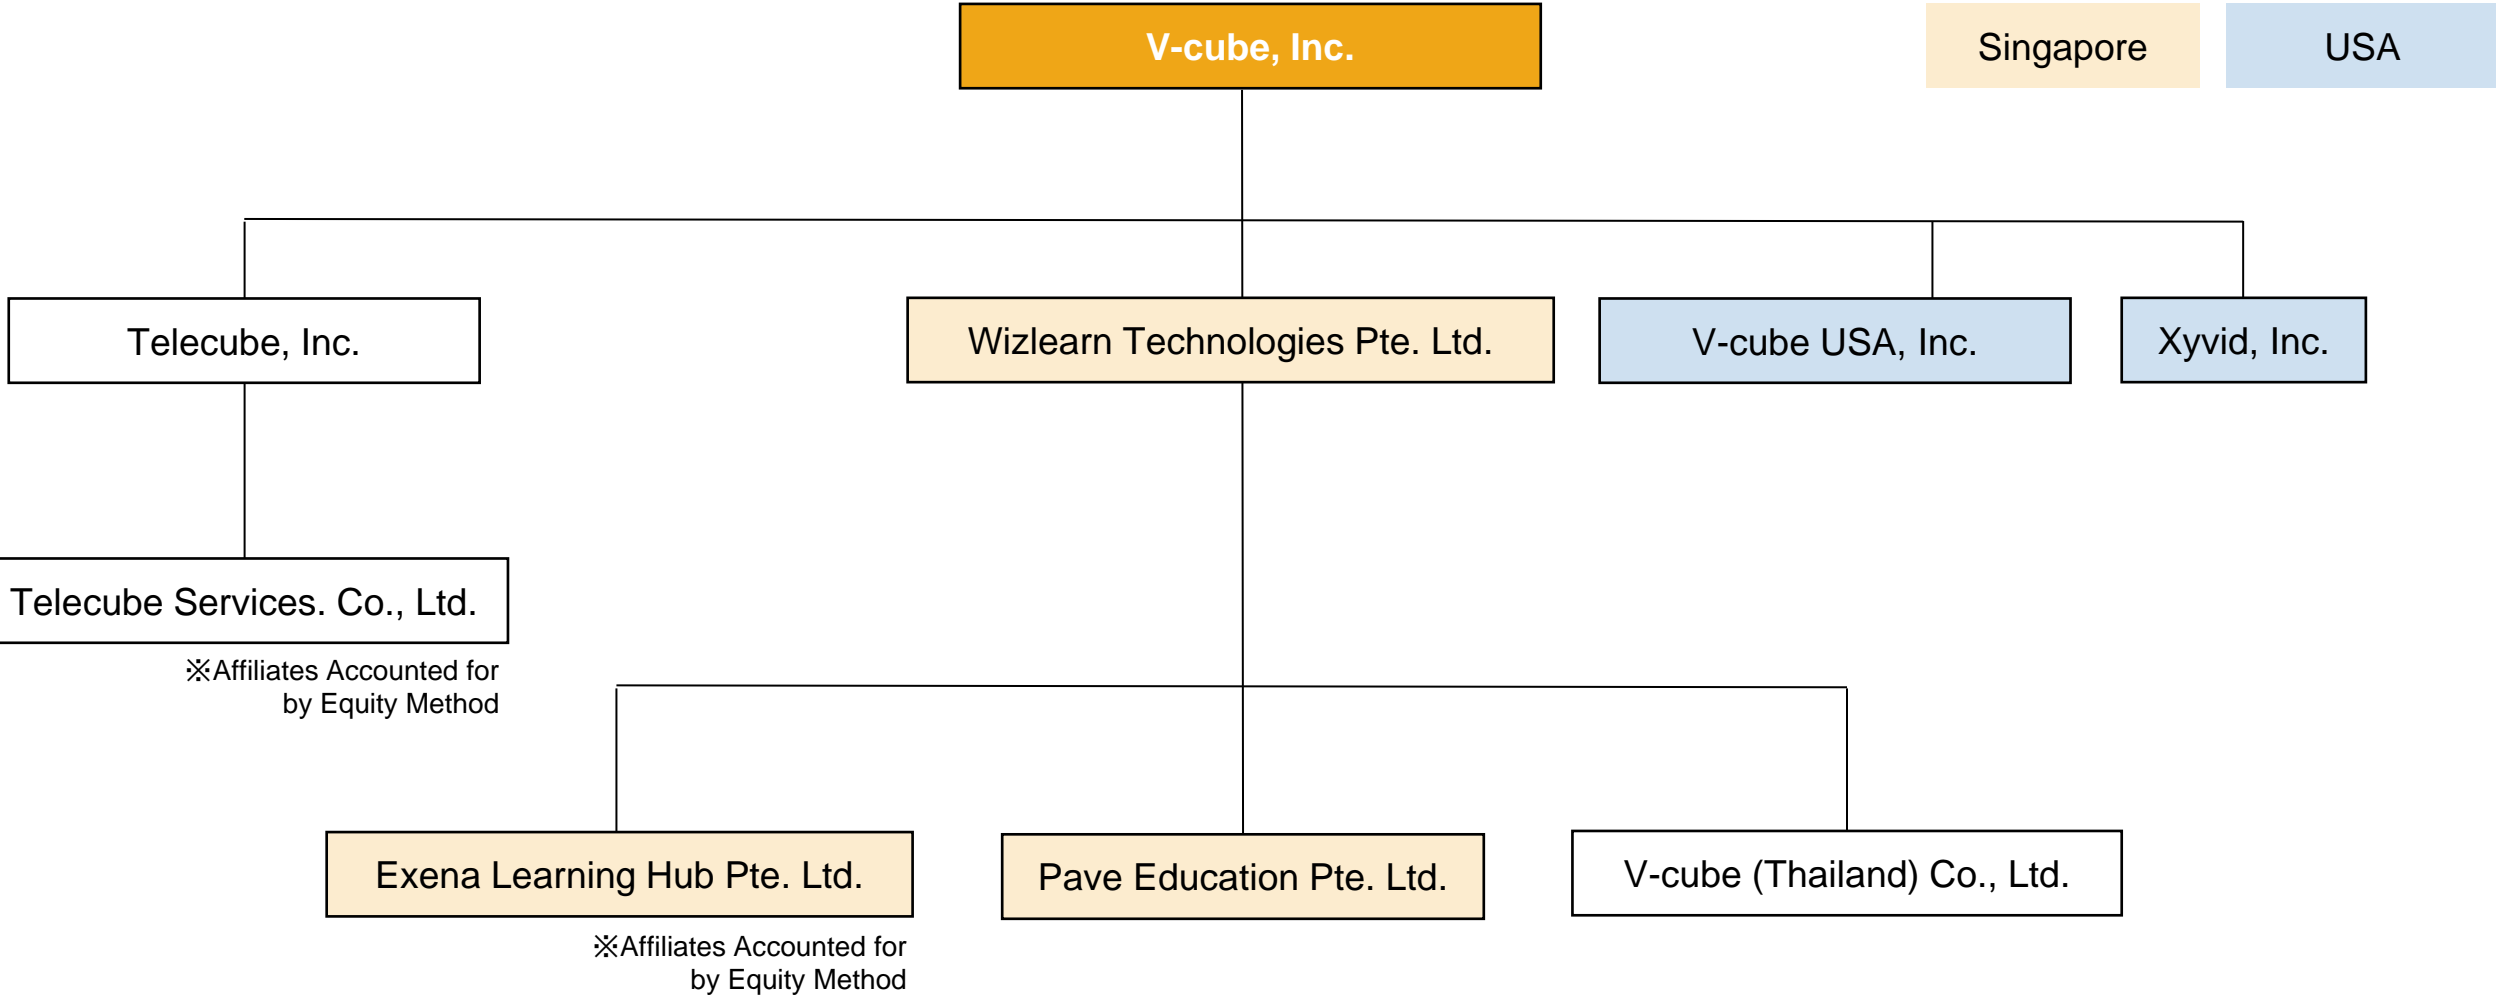 V-cube, Inc.
Singapore
USA
Telecube, Inc.
Wizlearn Technologies Pte. Ltd.
V-cube USA, Inc.
Xyvid, Inc.
Telecube Services. Co., Ltd.
※Affiliates Accounted for
by Equity Method
Exena Learning Hub Pte. Ltd.
Pave Education Pte. Ltd.
V-cube (Thailand) Co., Ltd.
※Affiliates Accounted for
by Equity Method